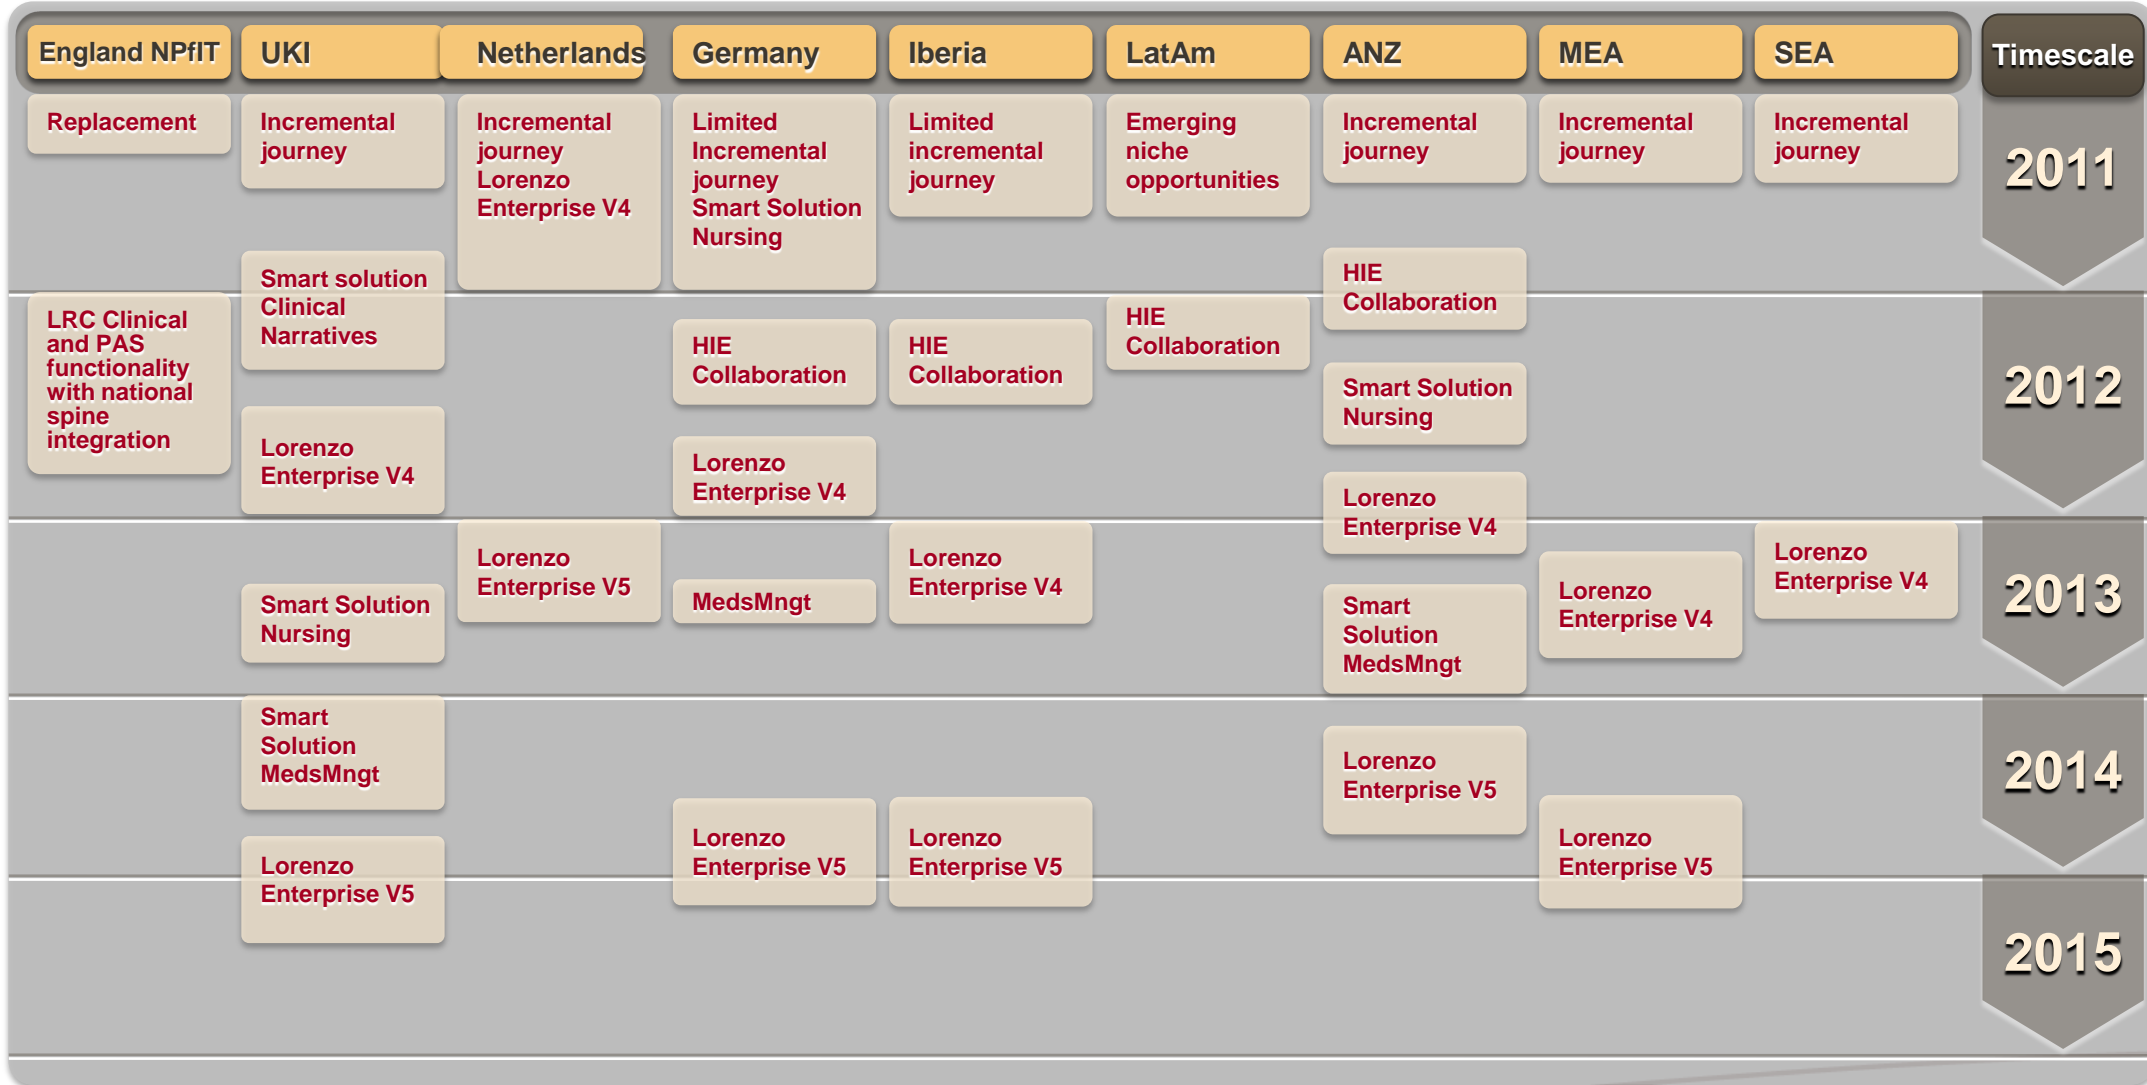 England NPfIT
UKI
Netherlands
Germany
Iberia
LatAm
ANZ
MEA
SEA
Timescale
Replacement
Incremental
journey
Incremental
journey
Lorenzo
Enterprise V4
Limited
Incremental
journey
Smart Solution
Nursing
Limited
incremental
journey
Emerging
niche
opportunities
Incremental
journey
Incremental
journey
Incremental
journey
2011
LRC Clinical
and PAS
functionality
with national
spine
integration
Smart solution
Clinical
Narratives
Lorenzo
Enterprise V4
HIE
Collaboration
Lorenzo
Enterprise V4
HIE
Collaboration
HIE
Collaboration
HIE
Collaboration
Smart Solution
Nursing
Lorenzo
Enterprise V4
2012
Smart Solution
Nursing
Lorenzo
Enterprise V5
MedsMngt
Lorenzo
Enterprise V4
Smart
Solution
MedsMngt
Lorenzo
Enterprise V4
Lorenzo
Enterprise V4
2013
Smart
Solution
MedsMngt
Lorenzo
Enterprise V5
Lorenzo
Enterprise V5
Lorenzo
Enterprise V5
Lorenzo
Enterprise V5
Lorenzo
Enterprise V5
2014
2015